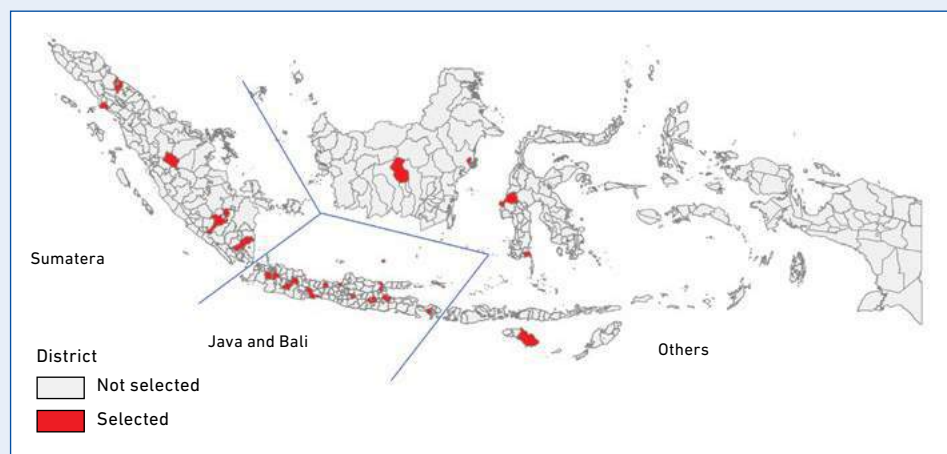 Sumatera
Java and Bali
Others
District
Not selected
Selected